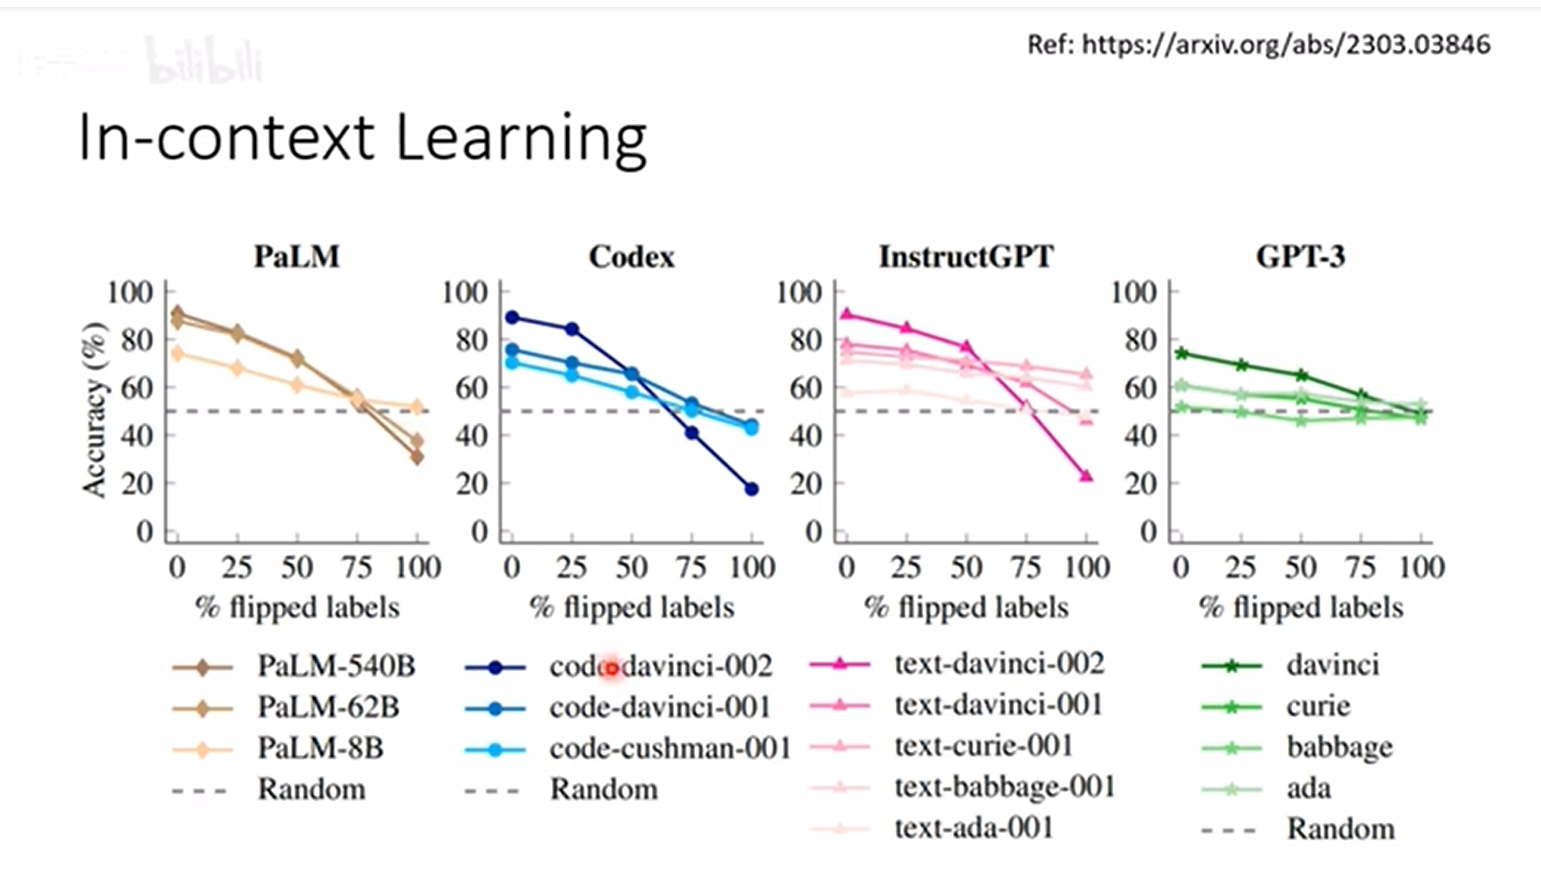 bilibili
Ref: https://arxiv.org/abs/2303.03846
In-context Learning
PaLM
Codex
InstructGPT
GPT-3
Accuracy (%)
100
80
60
40
20
0
0 25 50 75 100
% flipped labels
100
80
60
40
20
0
0 25 50 75 100
% flipped labels
100
80
60
40
20
0
0 25 50 75 100
% flipped labels
100
80
60
40
20
0
0 25 50 75 100
% flipped labels
PaLM-540B
PaLM-62B
PaLM-8B
Random
code-davinci-002
code-davinci-001
code-cushman-001
Random
text-davinci-002
text-davinci-001
text-curie-001
text-babbage-001
text-ada-001
davinci
curie
babbage
ada
Random